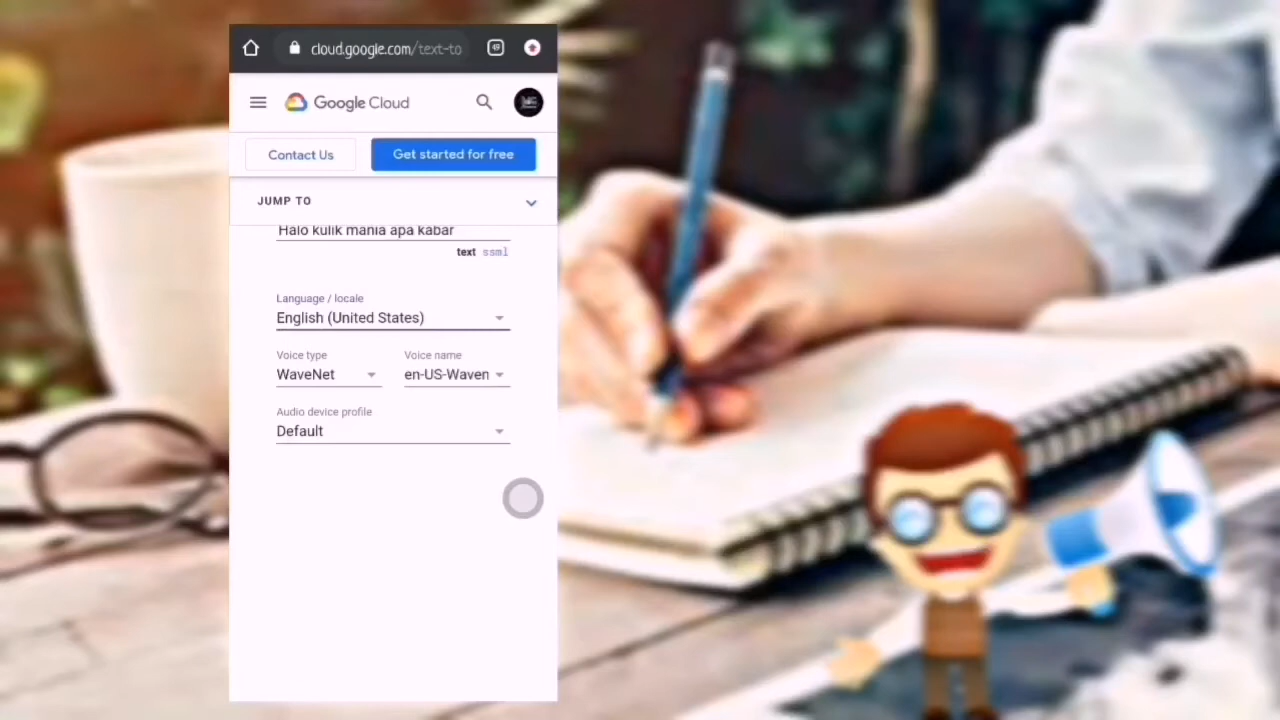 cloud.google.com/text-to
Google Cloud
Contact Us
Get started for free
JUMP TO
Halo kulik mania apa kabar
text ssml
Language / locale
English (United States)
Voice type
Voice name
WaveNet
en-US-Waven
Audio device profile
Default